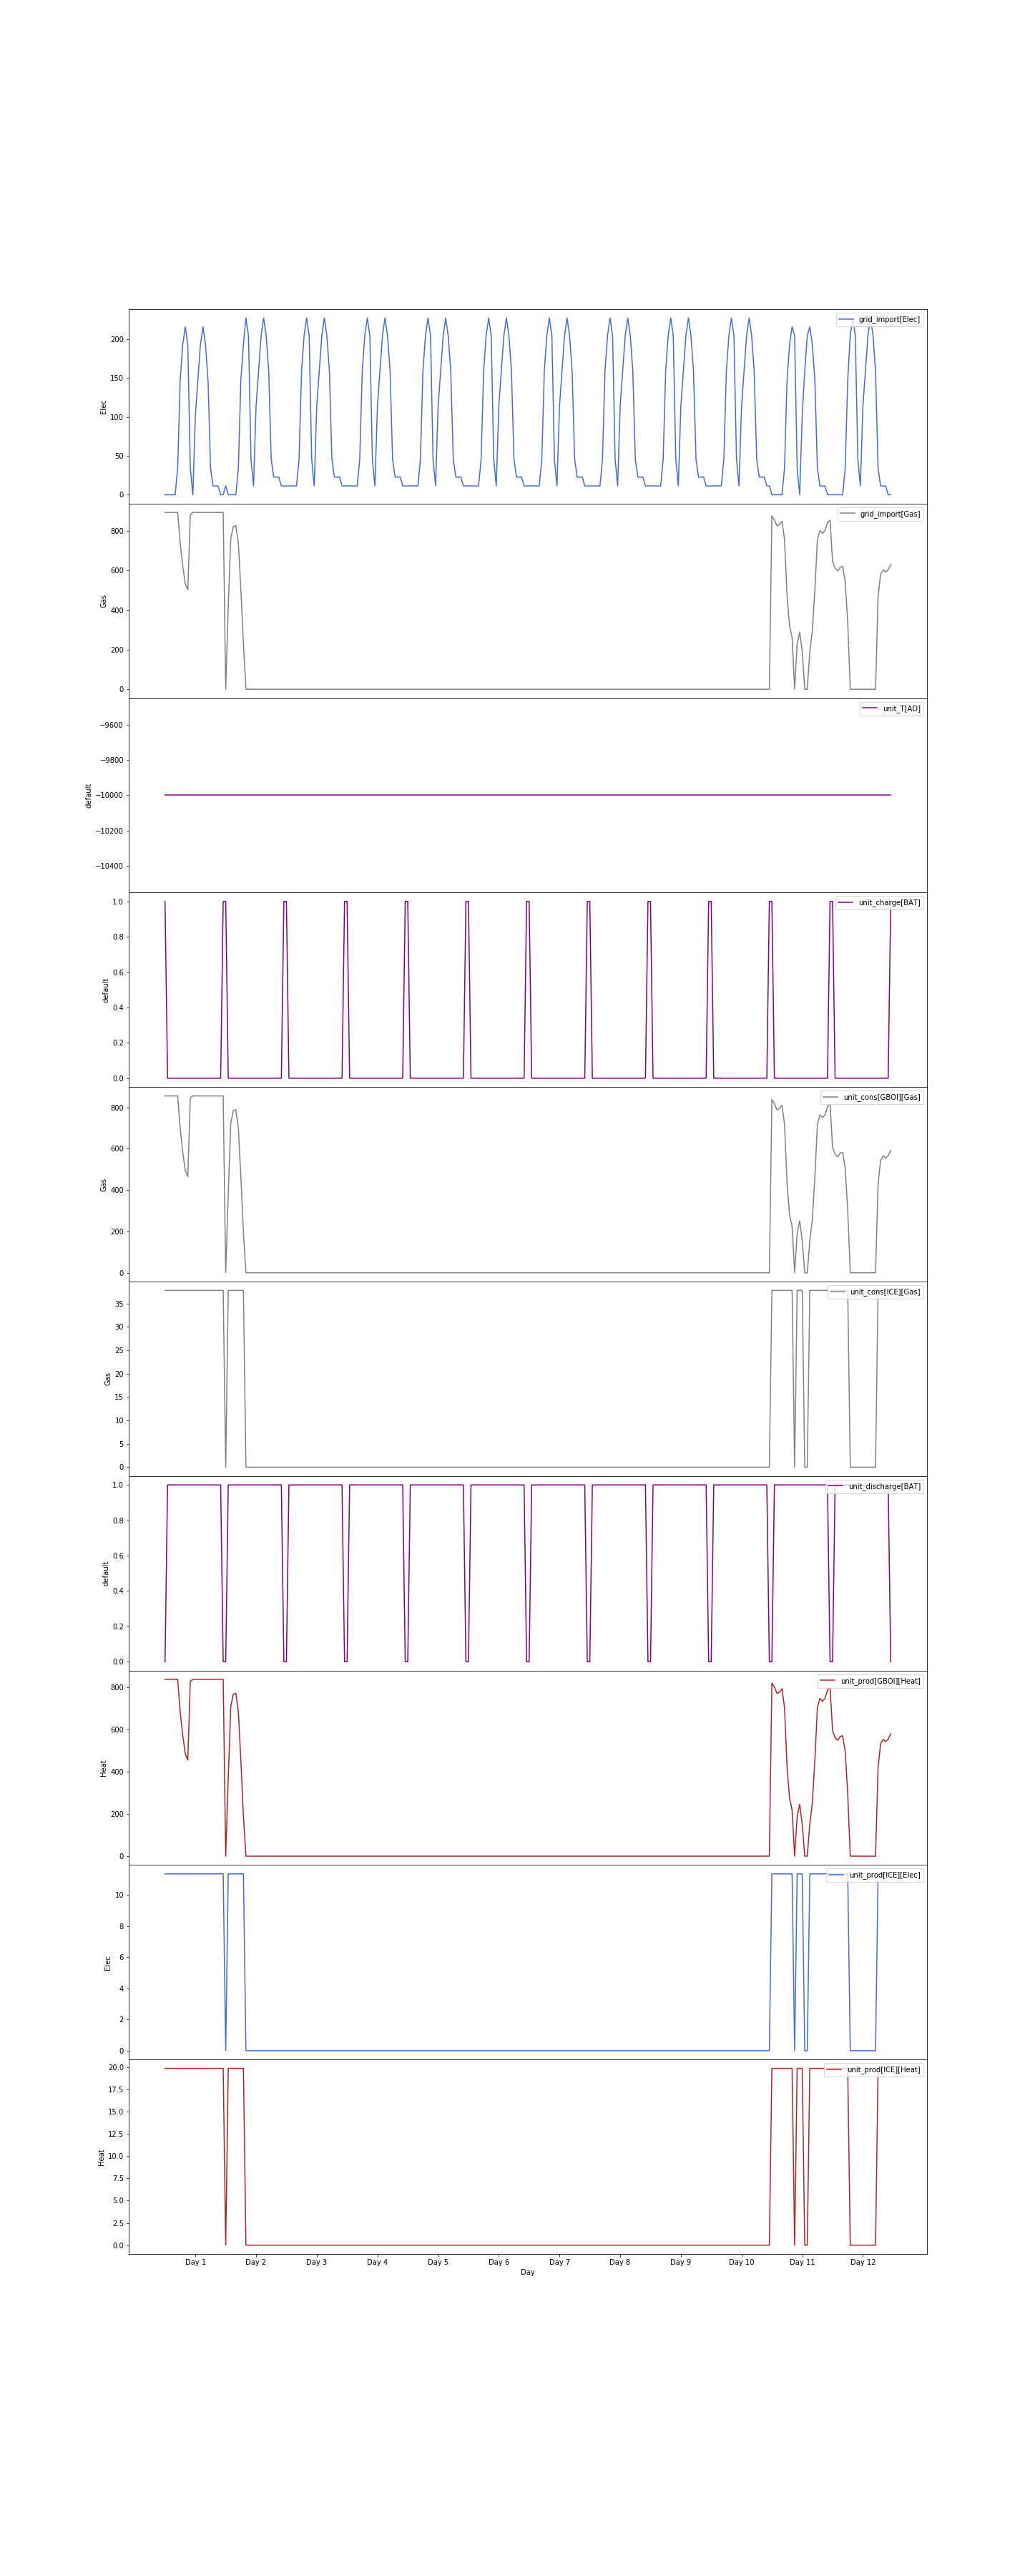 grid_import[Elec]
200
150
100
50
0
Elec
grid_import[Gas]
800
600
400
200
0
Gas
unit_T[AD]
−9600
−9800
−10000
−10200
−10400
default
unit_charge[BAT]
1.0
0.8
0.6
0.4
0.2
0.0
default
unit_cons[GBOI][Gas]
800
600
400
200
0
Gas
unit_cons[ICE][Gas]
35
30
25
20
15
10
5
0
Gas
unit_discharge[BAT]
1.0
0.8
0.6
0.4
0.2
0.0
default
unit_prod[GBOI][Heat]
800
600
400
200
0
Heat
unit_prod[ICE][Elec]
10
8
6
4
2
0
Elec
unit_prod[ICE][Heat]
20.0
17.5
15.0
12.5
10.0
7.5
5.0
2.5
0.0
Heat
Day 1 Day 2 Day 3 Day 4 Day 5 Day 6 Day 7 Day 8 Day 9 Day 10 Day 11 Day 12
Day